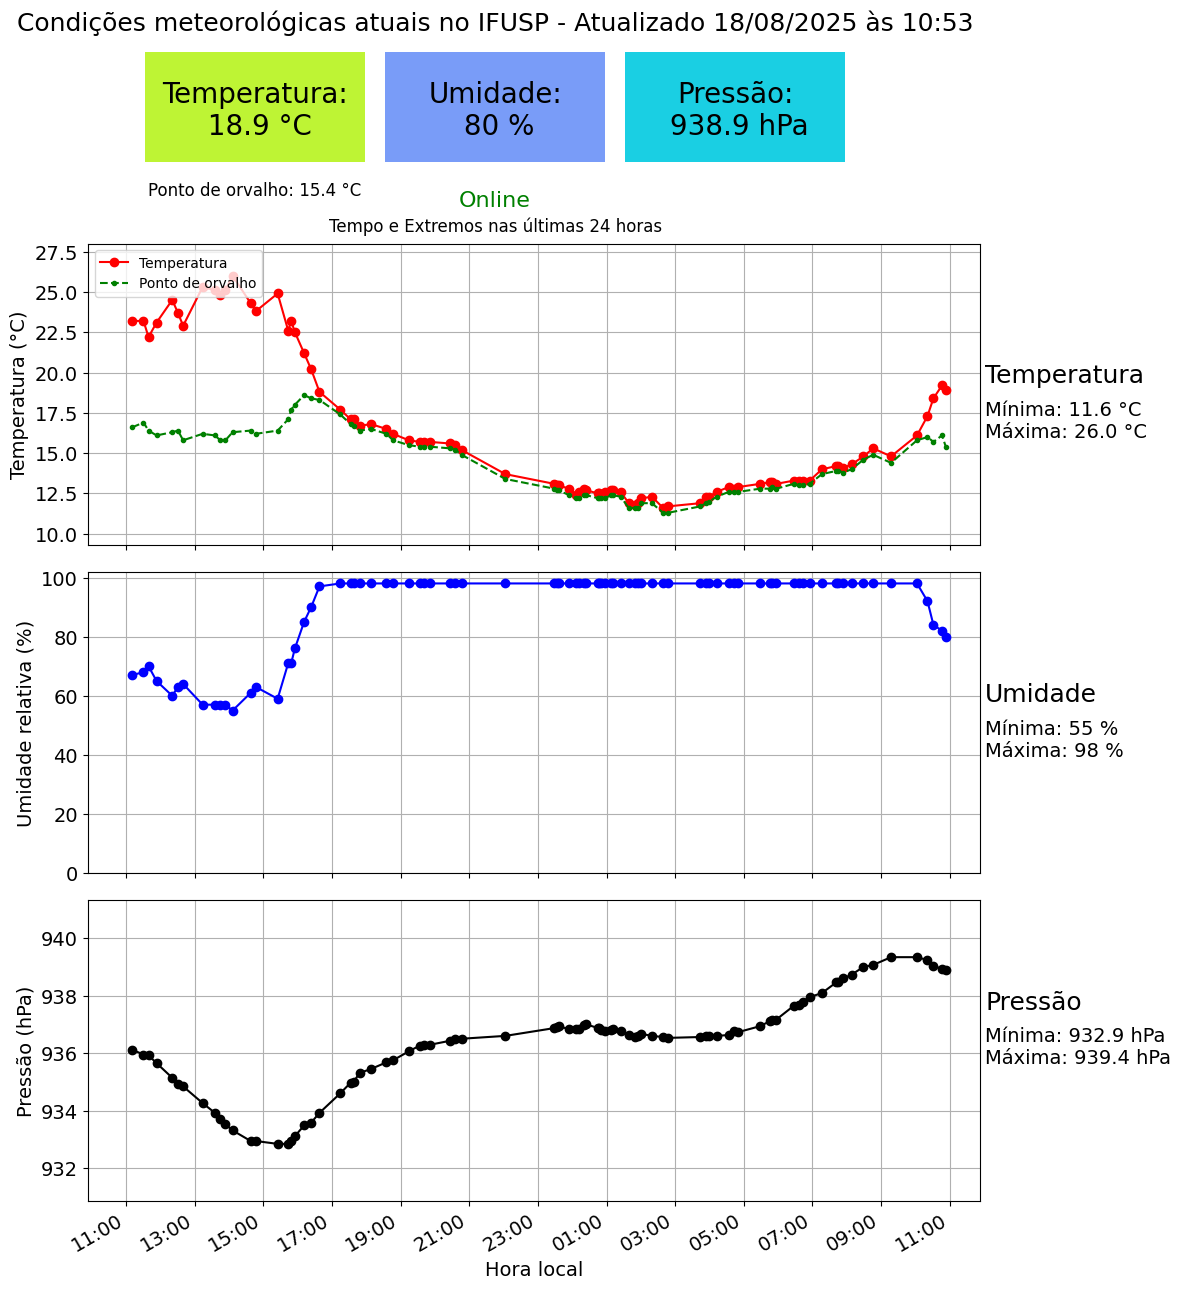 Condições meteorológicas atuais no IFUSP - Atualizado 18/08/2025 às 10:53
Temperatura:
18.9 °C
Umidade:
80 %
Pressão:
938.9 hPa
Ponto de orvalho: 15.4 °C
Online
Tempo e Extremos nas últimas 24 horas
Temperatura (°C)
27.5
25.0
22.5
20.0
17.5
15.0
12.5
10.0
Temperatura
Ponto de orvalho
Temperatura
Mínima: 11.6 °C
Máxima: 26.0 °C
Umidade relativa (%)
100
80
60
40
20
0
Umidade
Mínima: 55 %
Máxima: 98 %
Pressão (hPa)
940
938
936
934
932
Pressão
Mínima: 932.9 hPa
Máxima: 939.4 hPa
11:00
13:00
15:00
17:00
19:00
21:00
23:00
01:00
03:00
05:00
07:00
09:00
11:00
Hora local